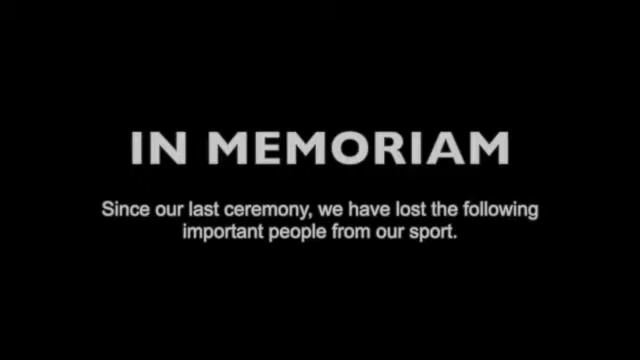 IN MEMORIAM
Since our last ceremony, we have lost the following
important people from our sport.